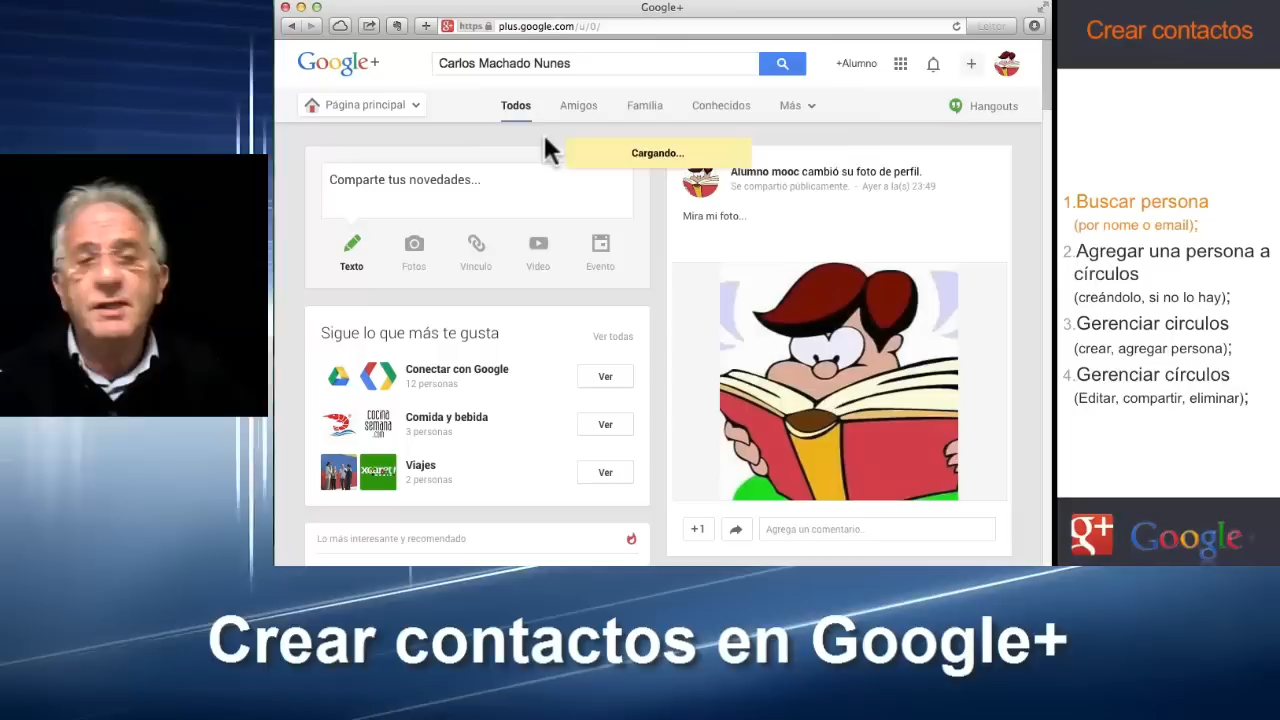 Google+
https plus.google.com/u/0/
Lector
Google+
Carlos Machado Nunes
+Alumno
Página principal
Todos
Amigos
Familia
Conhecidos
Más
Hangouts
Cargando...
Comparte tus novedades...
Texto
Fotos
Vínculo
Video
Evento
Sigue lo que más te gusta
Ver todas
Conectar con Google
12 personas
Ver
COCINA
SEMANA
.COM
Comida y bebida
3 personas
Ver
Viajes
2 personas
Ver
Lo más interesante y recomendado
Alumno mooc cambió su foto de perfil.
Se compartió públicamente. - Ayer a la(s) 23:49
Mira mi foto...
+1
Agrega un comentario..
Crear contactos
1.Buscar persona
(por nome o email);
2.Agregar una persona a
círculos
(creándolo, si no lo hay);
3.Gerenciar circulos
(crear, agregar persona);
4.Gerenciar círculos
(Editar, compartir, eliminar);
g+ Google+
Crear contactos en Google+